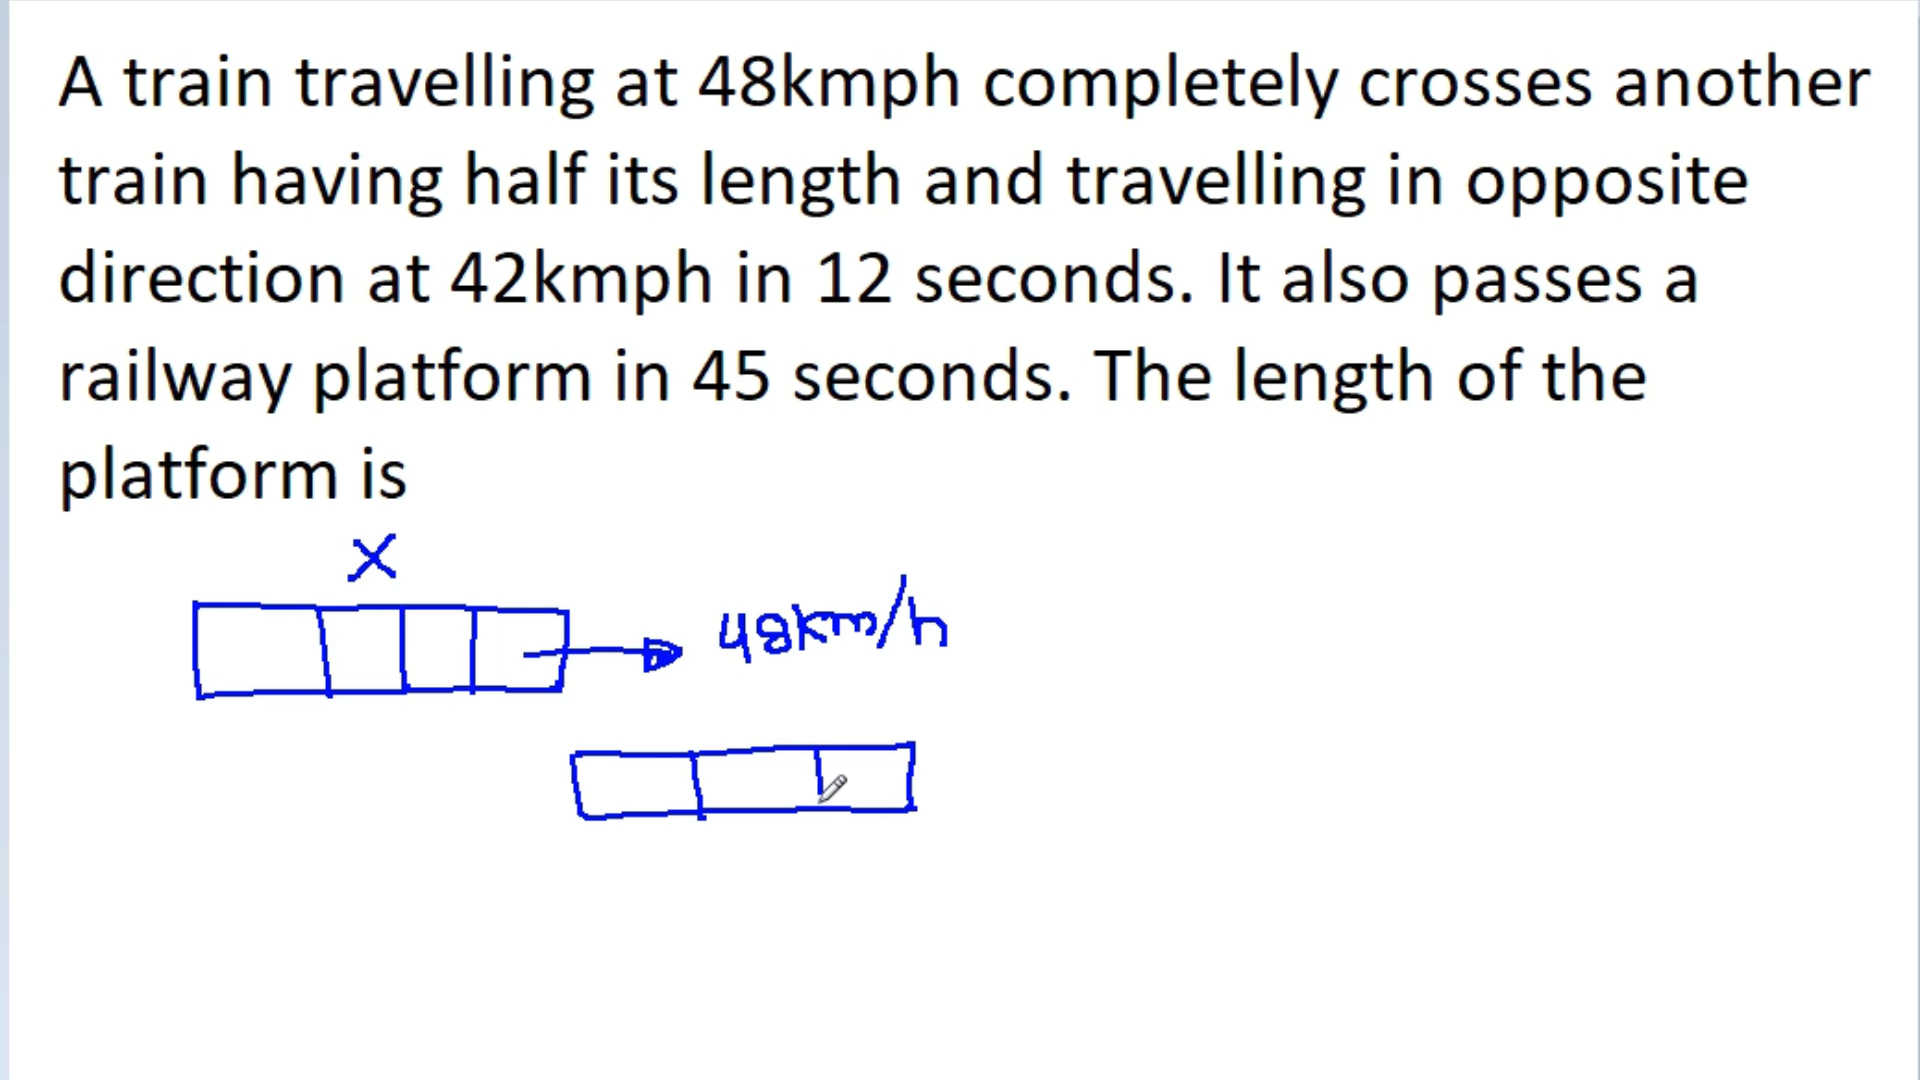 A train travelling at 48kmph completely crosses another
train having half its length and travelling in opposite
direction at 42kmph in 12 seconds. It also passes a
railway platform in 45 seconds. The length of the
platform is
X
48km/h